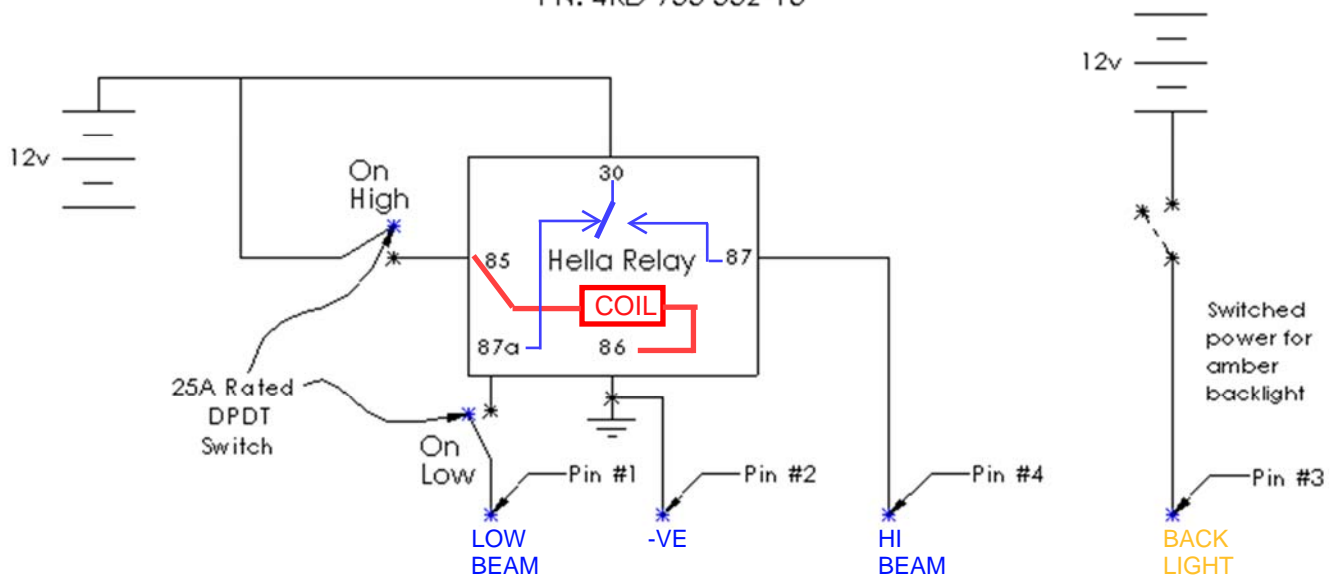 12v
12v
On
High
30
85
Hella Relay
87
COIL
87a
86
25A Rated
DPDT
Switch
On
Low
Switched
power for
amber
backlight
Pin #1
Pin #2
Pin #4
Pin #3
LOW
BEAM
-VE
HI
BEAM
BACK
LIGHT